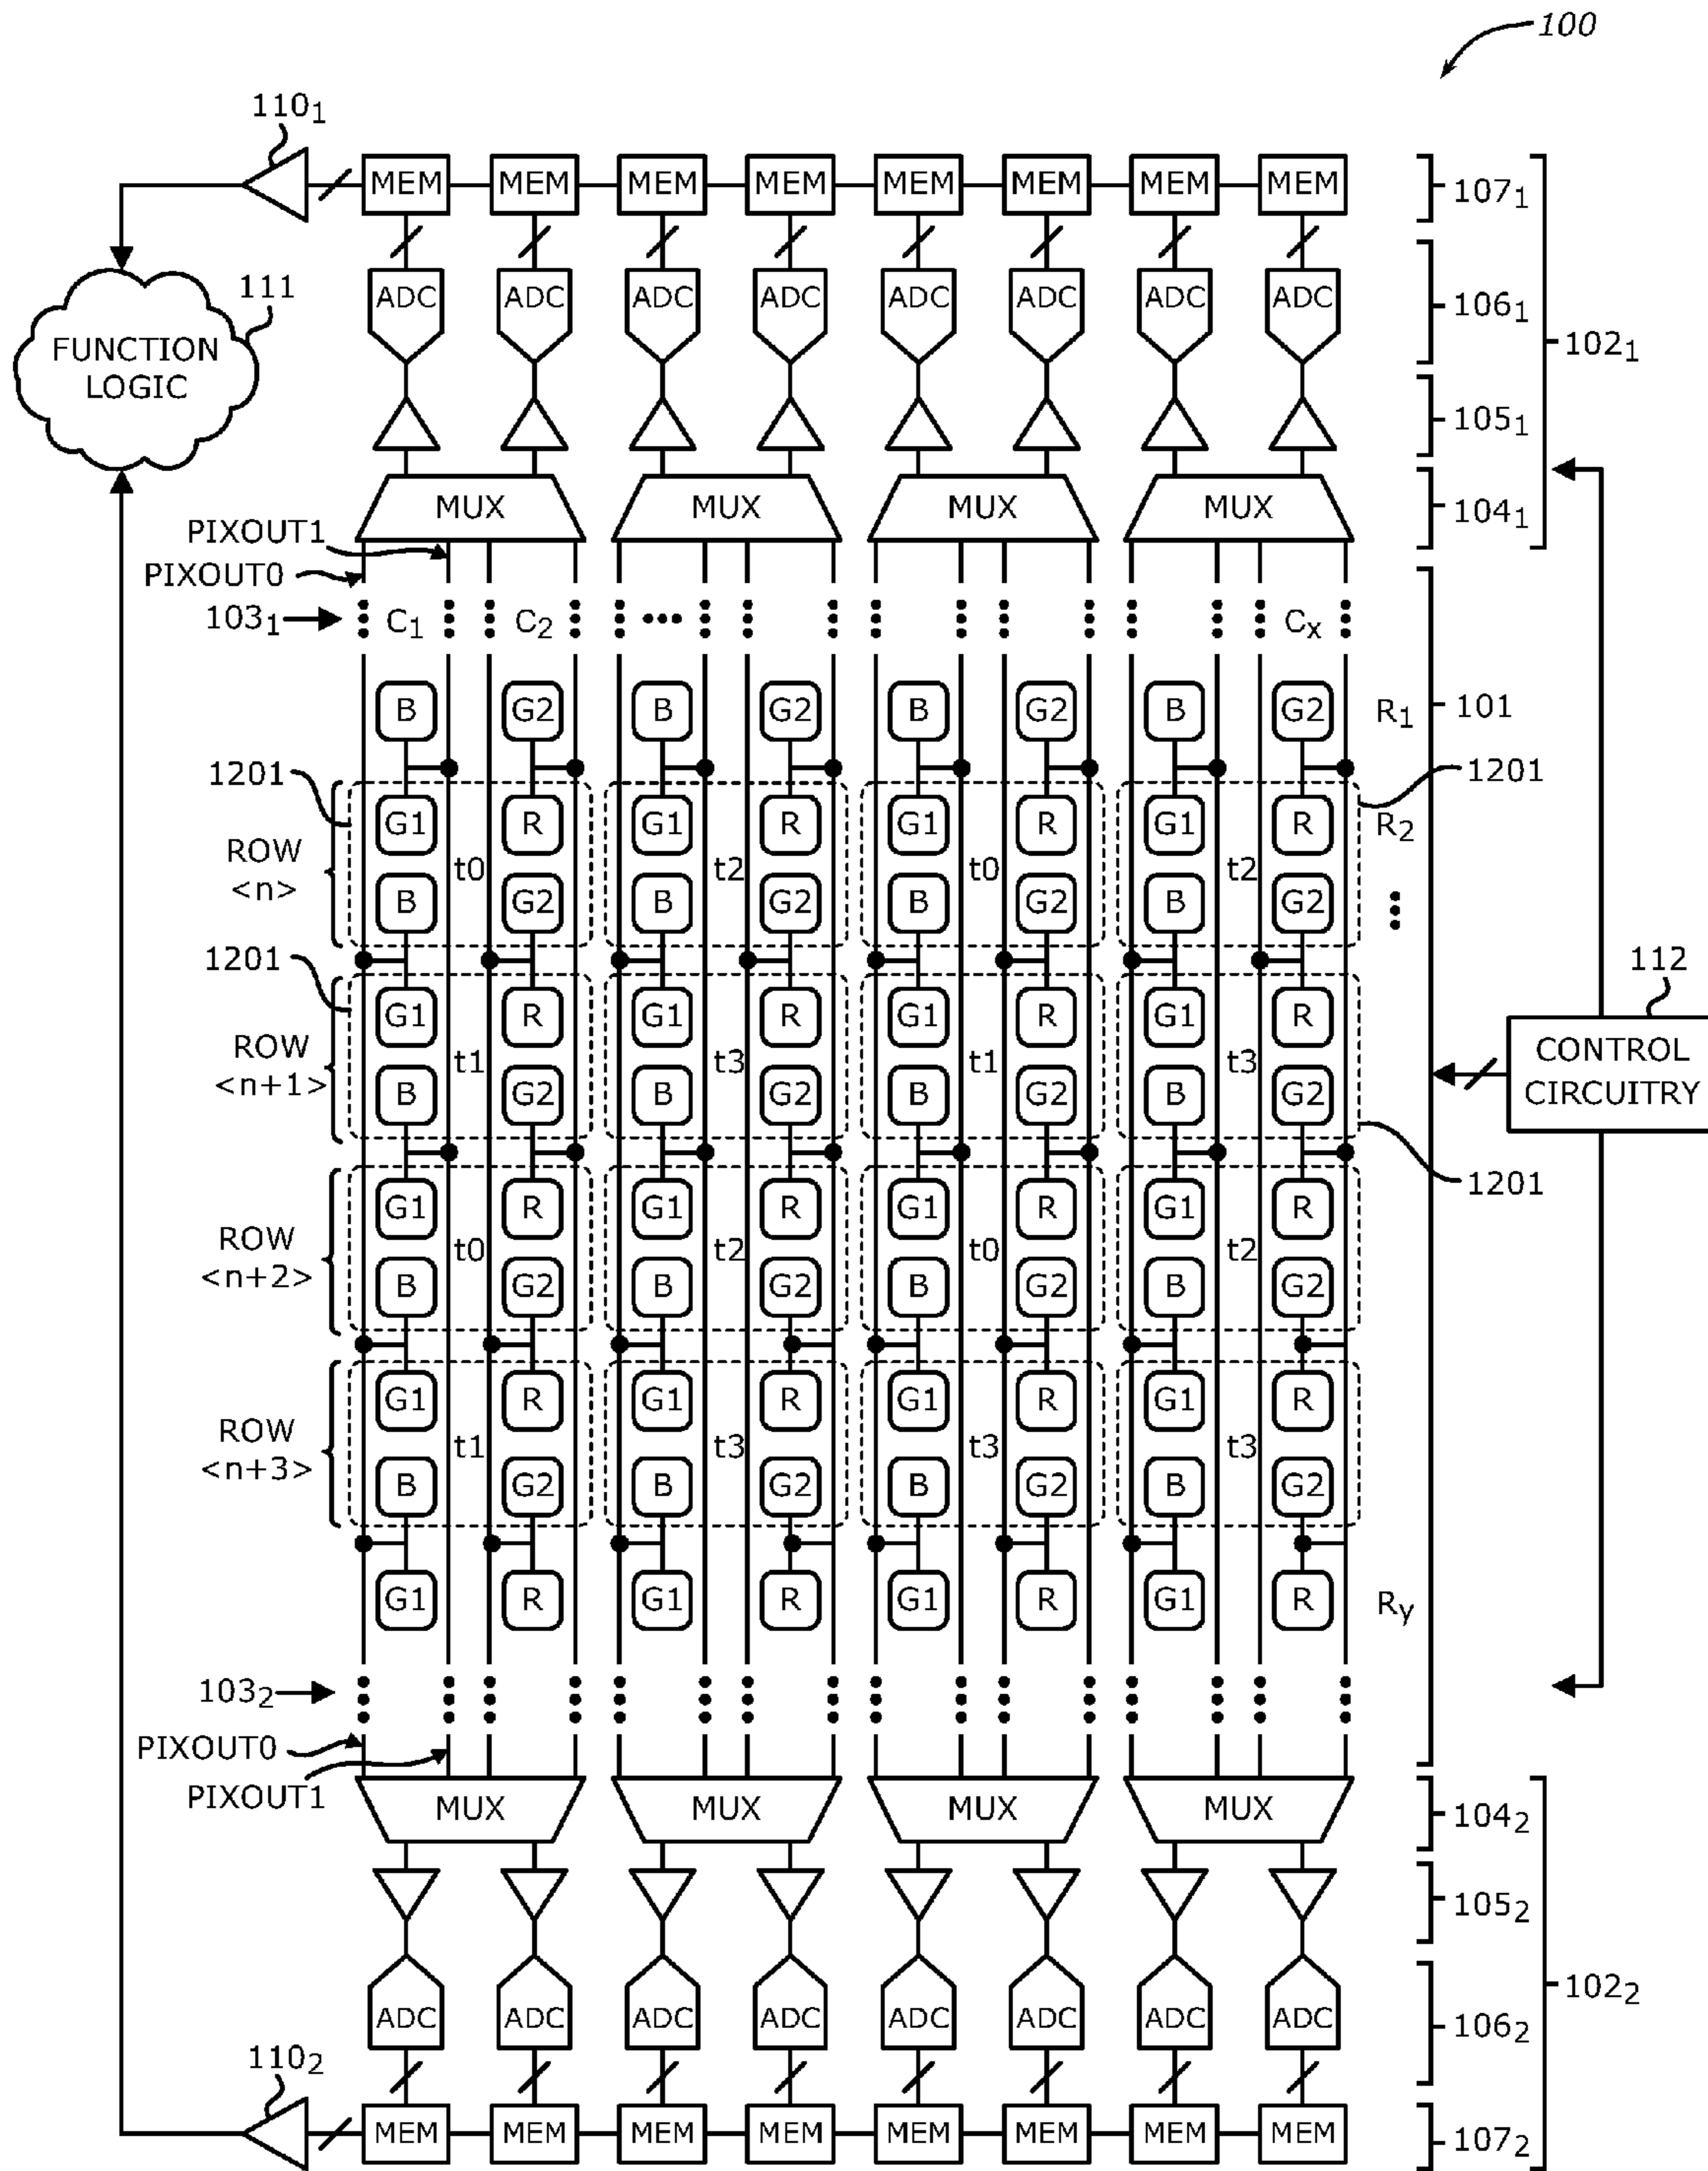 100
110₁
MEM MEM MEM MEM MEM MEM MEM MEM
107₁
111
ADC ADC ADC ADC ADC ADC ADC ADC
106₁
FUNCTION
LOGIC
102₁
105₁
MUX MUX MUX MUX
104₁
PIXOUT1
PIXOUT0
103₁ C₁ C₂ ... Cₓ
B G2 B G2 B G2 B G2 R₁ 101
1201 1201
G1 R G1 R G1 R G1 R R₂
ROW
<n>
t0 t2 t0 t2
B G2 B G2 B G2 B G2
1201 112
G1 R G1 R G1 R G1 R
ROW
<n+1>
t1 t3 t1 t3
CONTROL
CIRCUITRY
B G2 B G2 B G2 B G2
1201
G1 R G1 R G1 R G1 R
ROW
<n+2>
t0 t2 t0 t2
B G2 B G2 B G2 B G2
G1 R G1 R G1 R G1 R
ROW
<n+3>
t1 t3 t3 t3
B G2 B G2 B G2 B G2
G1 R G1 R G1 R G1 R Ry
103₂
PIXOUT0
PIXOUT1
MUX MUX MUX MUX
104₂
105₂
102₂
ADC ADC ADC ADC ADC ADC ADC ADC
106₂
110₂
MEM MEM MEM MEM MEM MEM MEM MEM
107₂